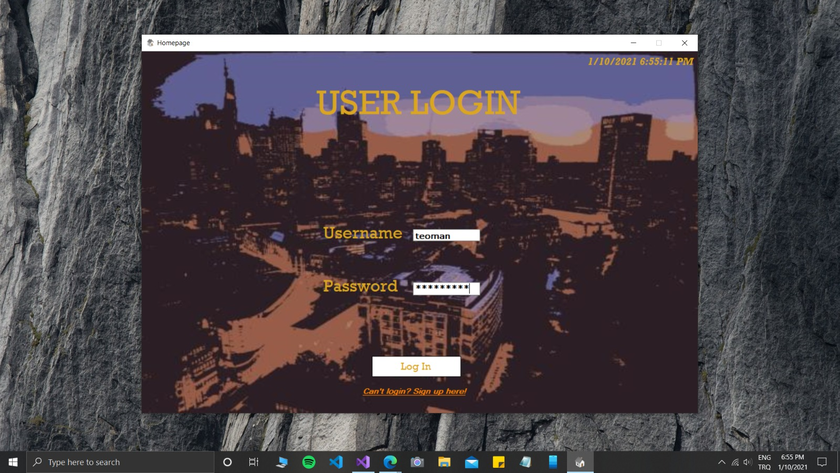 Homepage
1/10/2021 6:55:11 PM
USER LOGIN
Username teoman
Password *********
Log In
Can't login? Sign up here!
Type here to search
ENG 6:55 PM
TRQ 1/10/2021